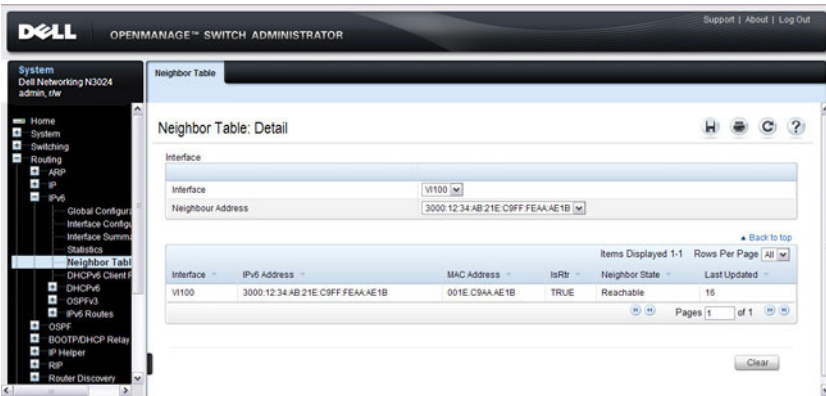 Support | About | Log Out
DELL OPENMANAGE™ SWITCH ADMINISTRATOR
System
Dell Networking N3024
admin, r/w
Neighbor Table
Home
System
Switching
Routing
ARP
IP
IPv6
Global Configur
Interface Configu
Interface Summa
Statistics
Neighbor Tabl
DHCPv6 Client
DHCPv6
OSPFv3
IPv6 Routes
OSPF
BOOTP/DHCP Relay
IP Helper
RIP
Router Discovery
Neighbor Table: Detail
Interface
Interface VI100
Neighbour Address 3000:12:34:AB:21E:C9FF:FEAA:AE1B
Back to top
Items Displayed 1-1 Rows Per Page All
Interface IPv6 Address MAC Address IsRtr Neighbor State Last Updated
VI100 3000:12:34:AB:21E:C9FF:FEAA:AE1B 001E.C9AA.AE1B TRUE Reachable 16
Pages 1 of 1
Clear